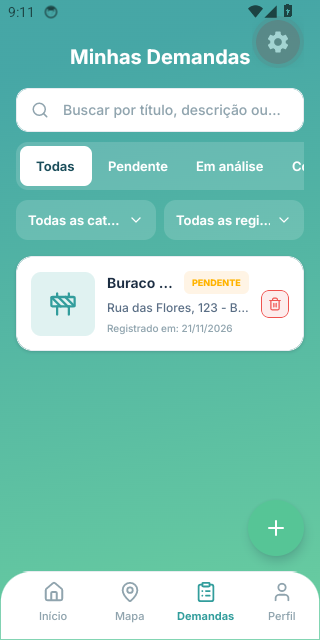 9:11
Minhas Demandas
Buscar por título, descrição ou...
Todas Pendente Em análise Co
Todas as cat... Todas as regi...
Buraco ... PENDENTE
Rua das Flores, 123 - B...
Registrado em: 21/11/2026
Início Mapa Demandas Perfil